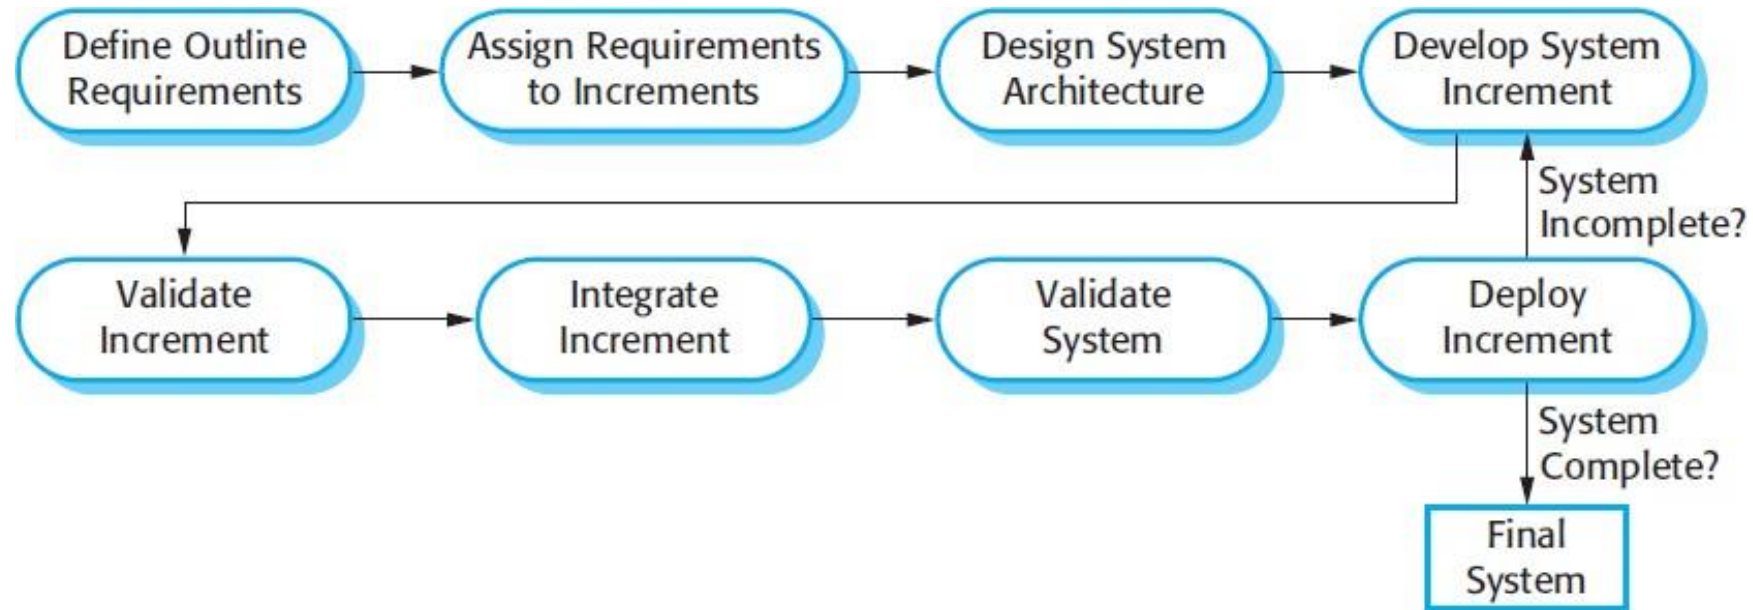 Define Outline
Requirements
Assign Requirements
to Increments
Design System
Architecture
Develop System
Increment
System
Incomplete?
Validate
Increment
Integrate
Increment
Validate
System
Deploy
Increment
System
Complete?
Final
System